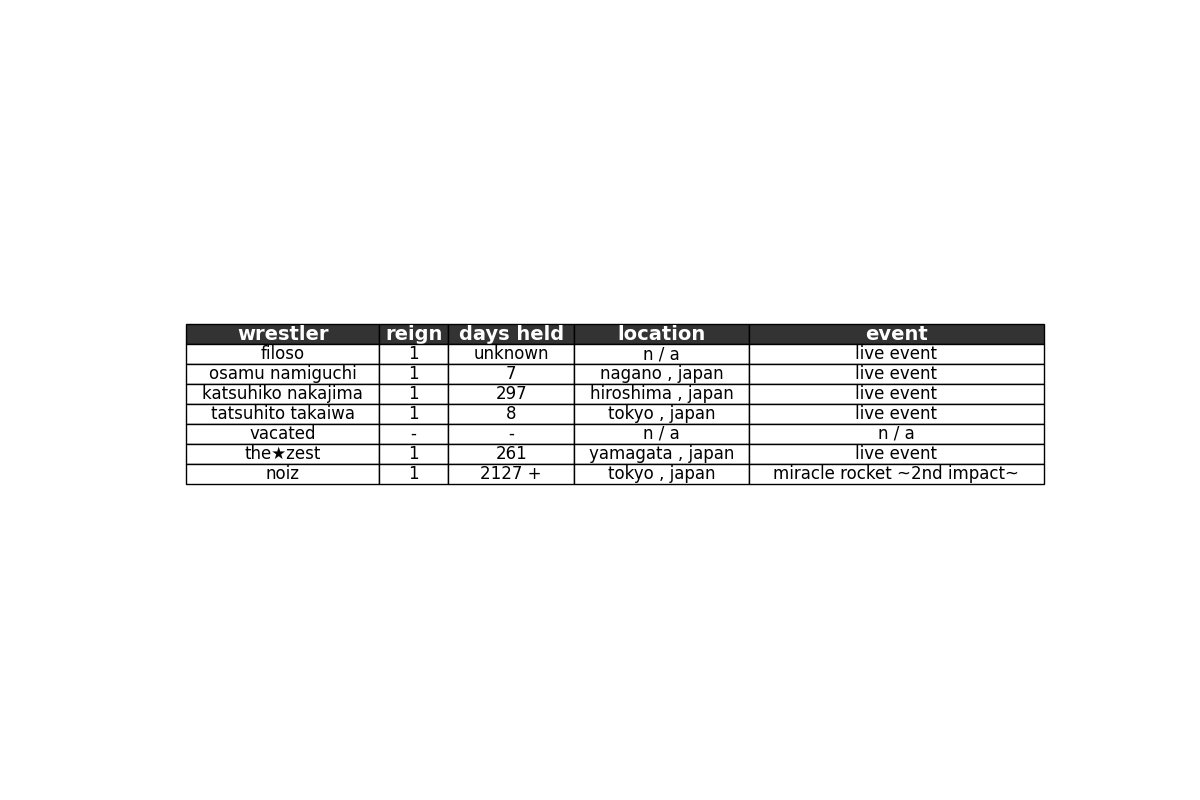 wrestler reign days held location event
filoso 1 unknown n / a live event
osamu namiguchi 1 7 nagano , japan live event
katsuhiko nakajima 1 297 hiroshima , japan live event
tatsuhito takaiwa 1 8 tokyo , japan live event
vacated - - n / a n / a
the★zest 1 261 yamagata , japan live event
noiz 1 2127 + tokyo , japan miracle rocket ~2nd impact~